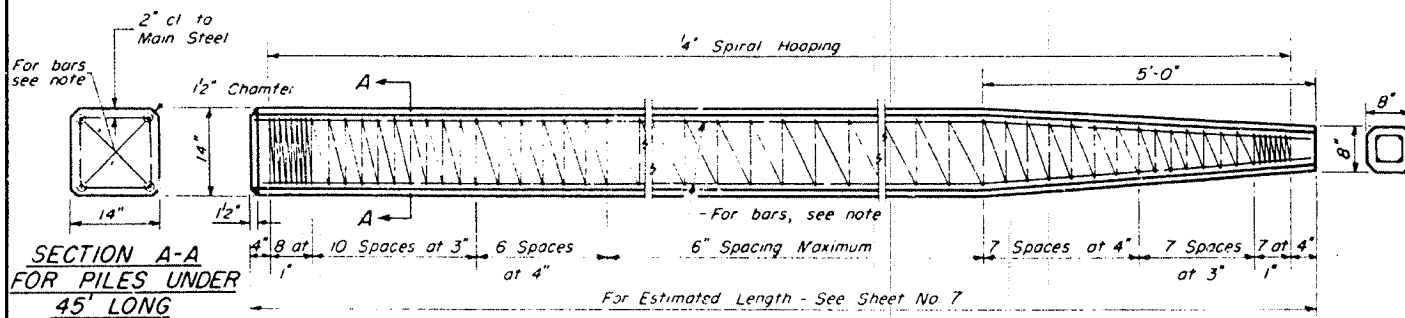 2" cl to
Main Steel
For bars
see note
1½" Chamfer
14"
14"
SECTION A-A
FOR PILES UNDER
45' LONG
¼" Spiral Hooping
5'-0"
8"
8"
A
A
1½"
- For bars, see note
4"
8 at
1"
10 Spaces at 3"
6 Spaces
at 4"
6" Spacing Maximum
7 Spaces at 4"
7 Spaces
at 3"
7 at
1"
4"
For Estimated Length - See Sheet No. 7